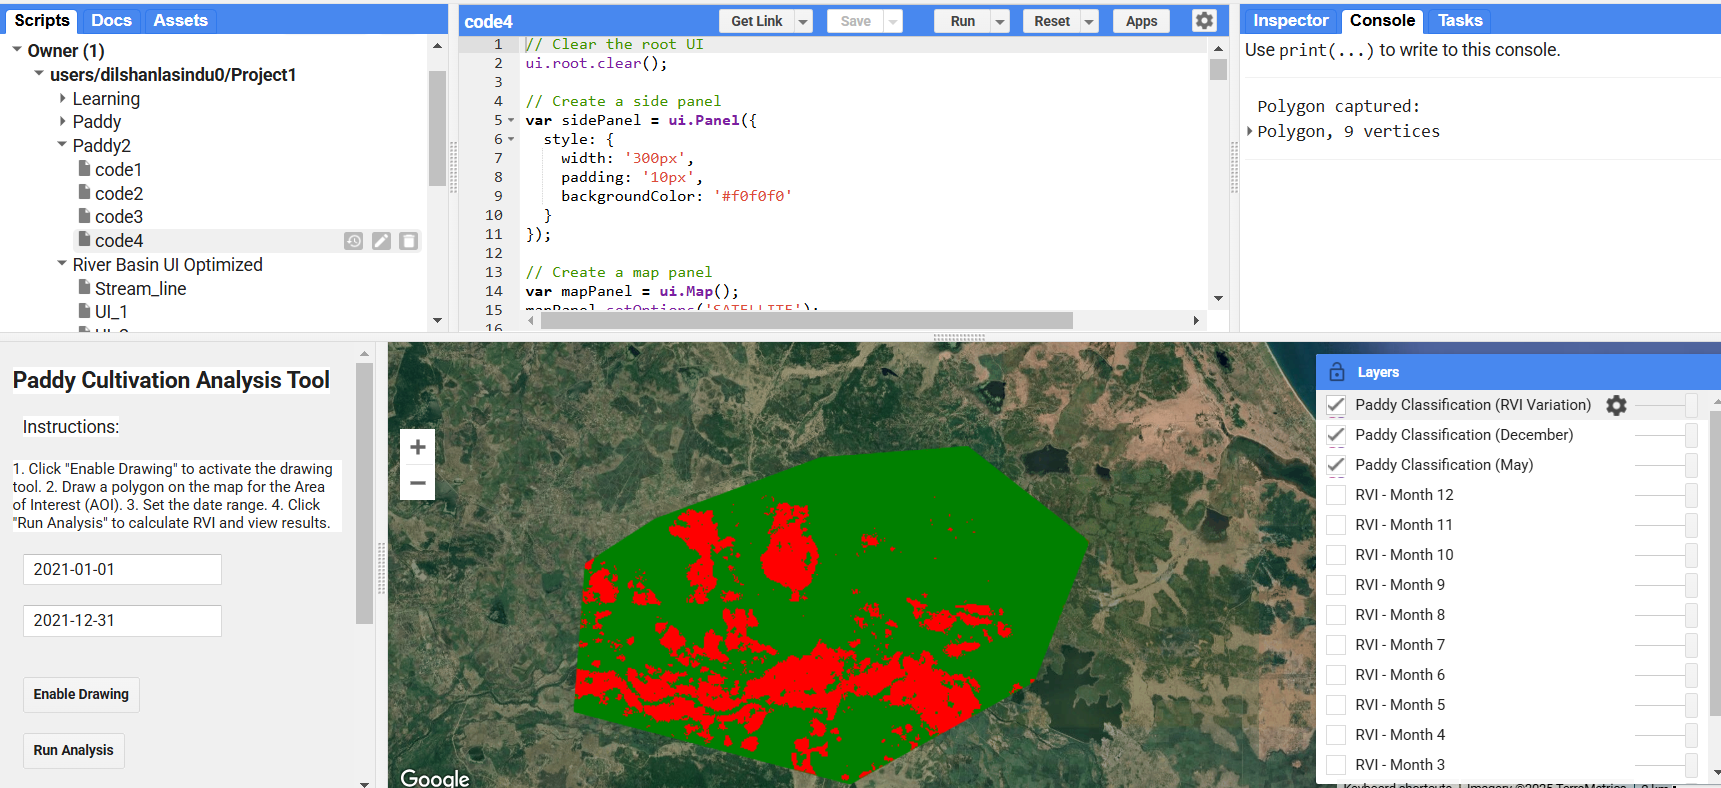 Scripts Docs Assets
Owner (1)
users/dilshanlasindu0/Project1
Learning
Paddy
Paddy2
code1
code2
code3
code4
River Basin UI Optimized
Stream_line
UI_1
code4
Get Link Save Run Reset Apps
1 // Clear the root UI
2 ui.root.clear();
3
4 // Create a side panel
5 var sidePanel = ui.Panel({
6 style: {
7 width: '300px',
8 padding: '10px',
9 backgroundColor: '#f0f0f0'
10 }
11 });
12
13 // Create a map panel
14 var mapPanel = ui.Map();
15 mapPanel.setOptions('SATELLITE');
16
Inspector Console Tasks
Use print(...) to write to this console.
Polygon captured:
Polygon, 9 vertices
Paddy Cultivation Analysis Tool
Instructions:
1. Click "Enable Drawing" to activate the drawing
tool. 2. Draw a polygon on the map for the Area
of Interest (AOI). 3. Set the date range. 4. Click
"Run Analysis" to calculate RVI and view results.
2021-01-01
2021-12-31
Enable Drawing
Run Analysis
+
−
Google
Layers
Paddy Classification (RVI Variation)
Paddy Classification (December)
Paddy Classification (May)
RVI - Month 12
RVI - Month 11
RVI - Month 10
RVI - Month 9
RVI - Month 8
RVI - Month 7
RVI - Month 6
RVI - Month 5
RVI - Month 4
RVI - Month 3